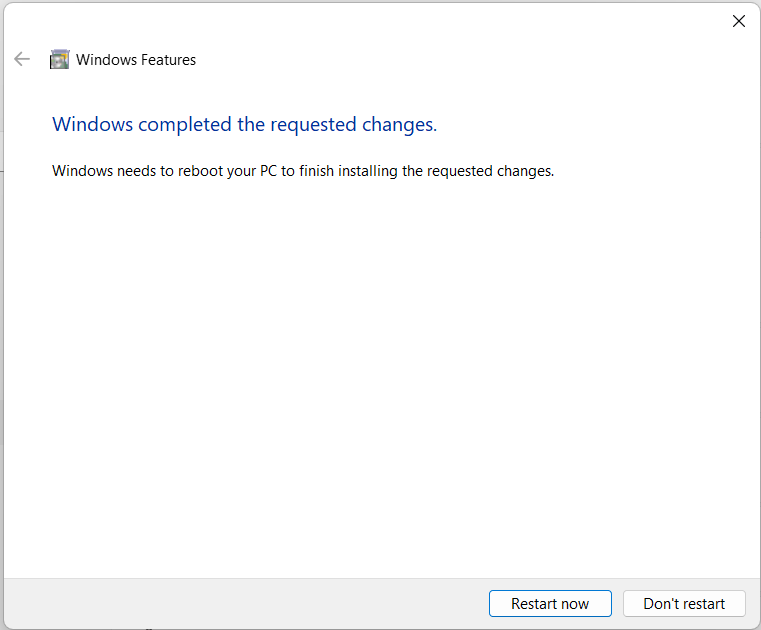 Windows Features
Windows completed the requested changes.
Windows needs to reboot your PC to finish installing the requested changes.
Restart now
Don't restart